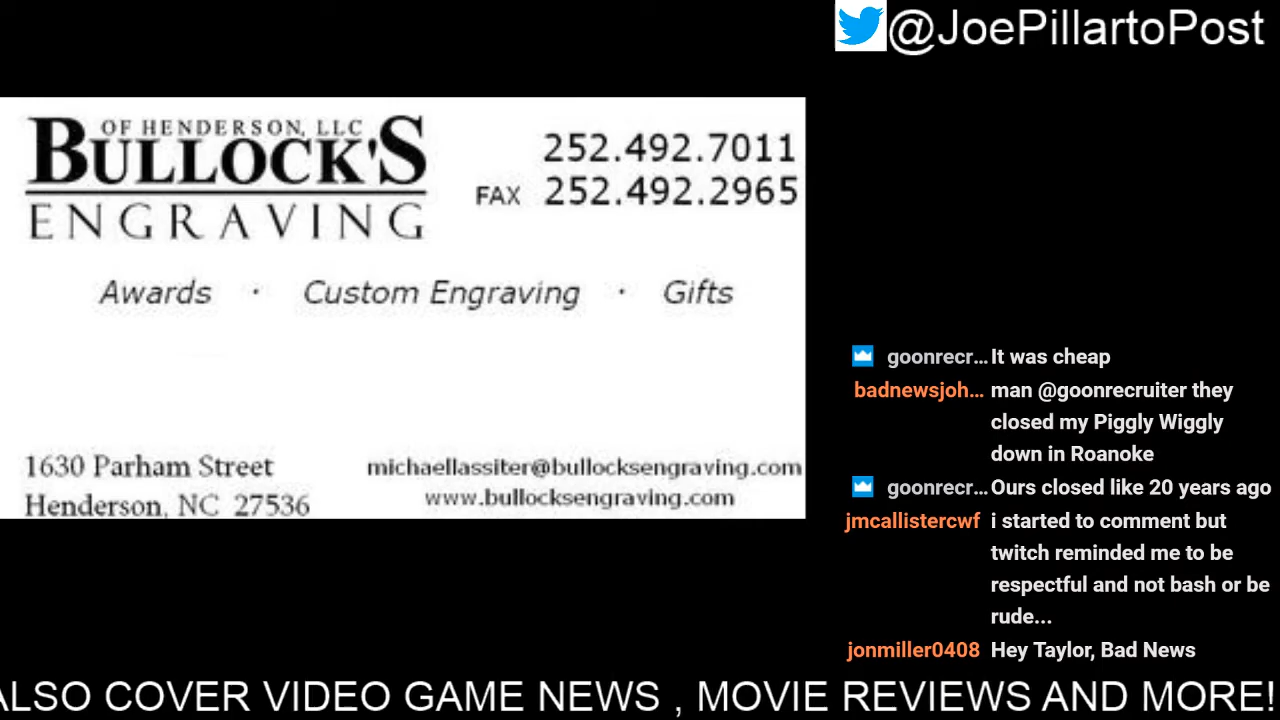 @JoePillartoPost
OF HENDERSON, LLC
BULLOCK'S
ENGRAVING
252.492.7011
FAX 252.492.2965
Awards · Custom Engraving · Gifts
1630 Parham Street
Henderson, NC 27536
michaellassiter@bullocksengraving.com
www.bullocksengraving.com
goonrecr... It was cheap
badnewsjoh... man @goonrecruiter they
closed my Piggly Wiggly
down in Roanoke
goonrecr... Ours closed like 20 years ago
jmcallistercwf i started to comment but
twitch reminded me to be
respectful and not bash or be
rude...
jonmiller0408 Hey Taylor, Bad News
ALSO COVER VIDEO GAME NEWS , MOVIE REVIEWS AND MORE!